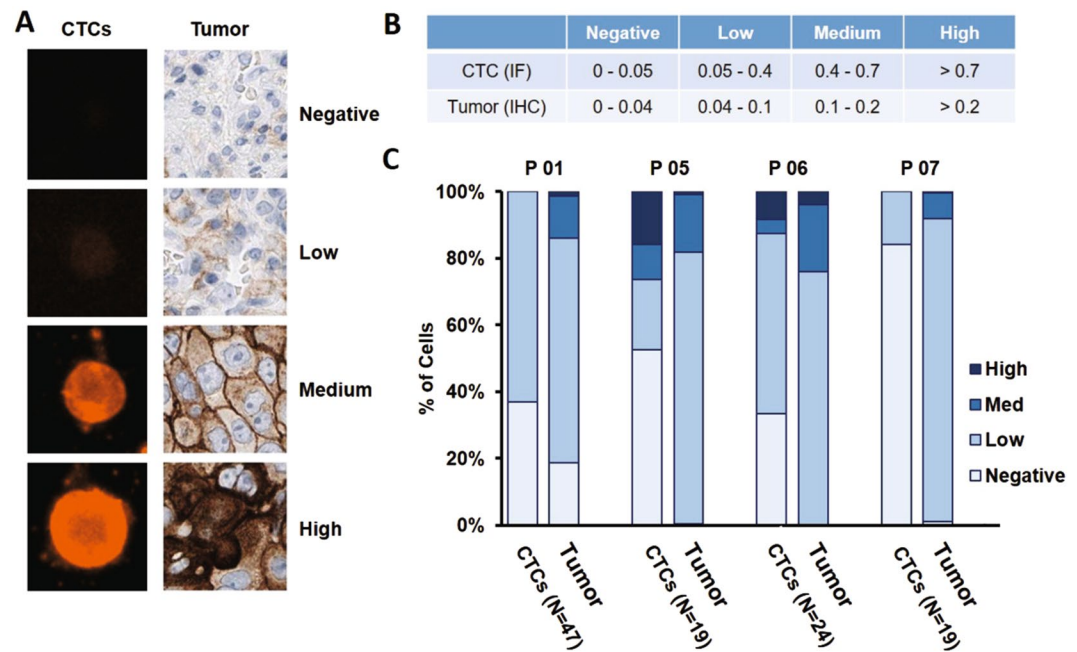 A
CTCs Tumor
Negative
Low
Medium
High
B
Negative Low Medium High
CTC (IF) 0 - 0.05 0.05 - 0.4 0.4 - 0.7 > 0.7
Tumor (IHC) 0 - 0.04 0.04 - 0.1 0.1 - 0.2 > 0.2
C
P 01 P 05 P 06 P 07
100%
80%
60%
40%
20%
0%
% of Cells
High
Med
Low
Negative
CTCs (N=47) Tumor CTCs (N=19) Tumor CTCs (N=24) Tumor CTCs (N=19) Tumor